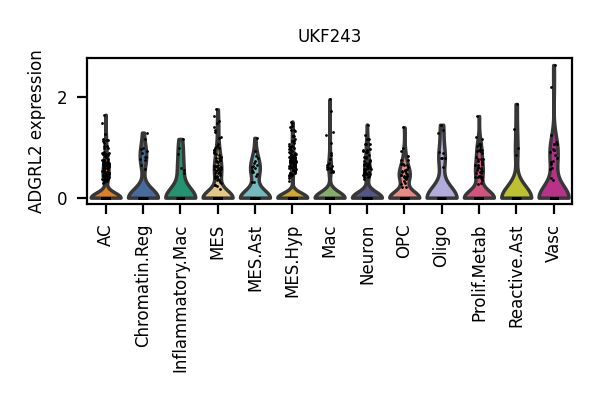 UKF243
ADGRL2 expression
2
0
AC
Chromatin.Reg
Inflammatory.Mac
MES
MES.Ast
MES.Hyp
Mac
Neuron
OPC
Oligo
Prolif.Metab
Reactive.Ast
Vasc